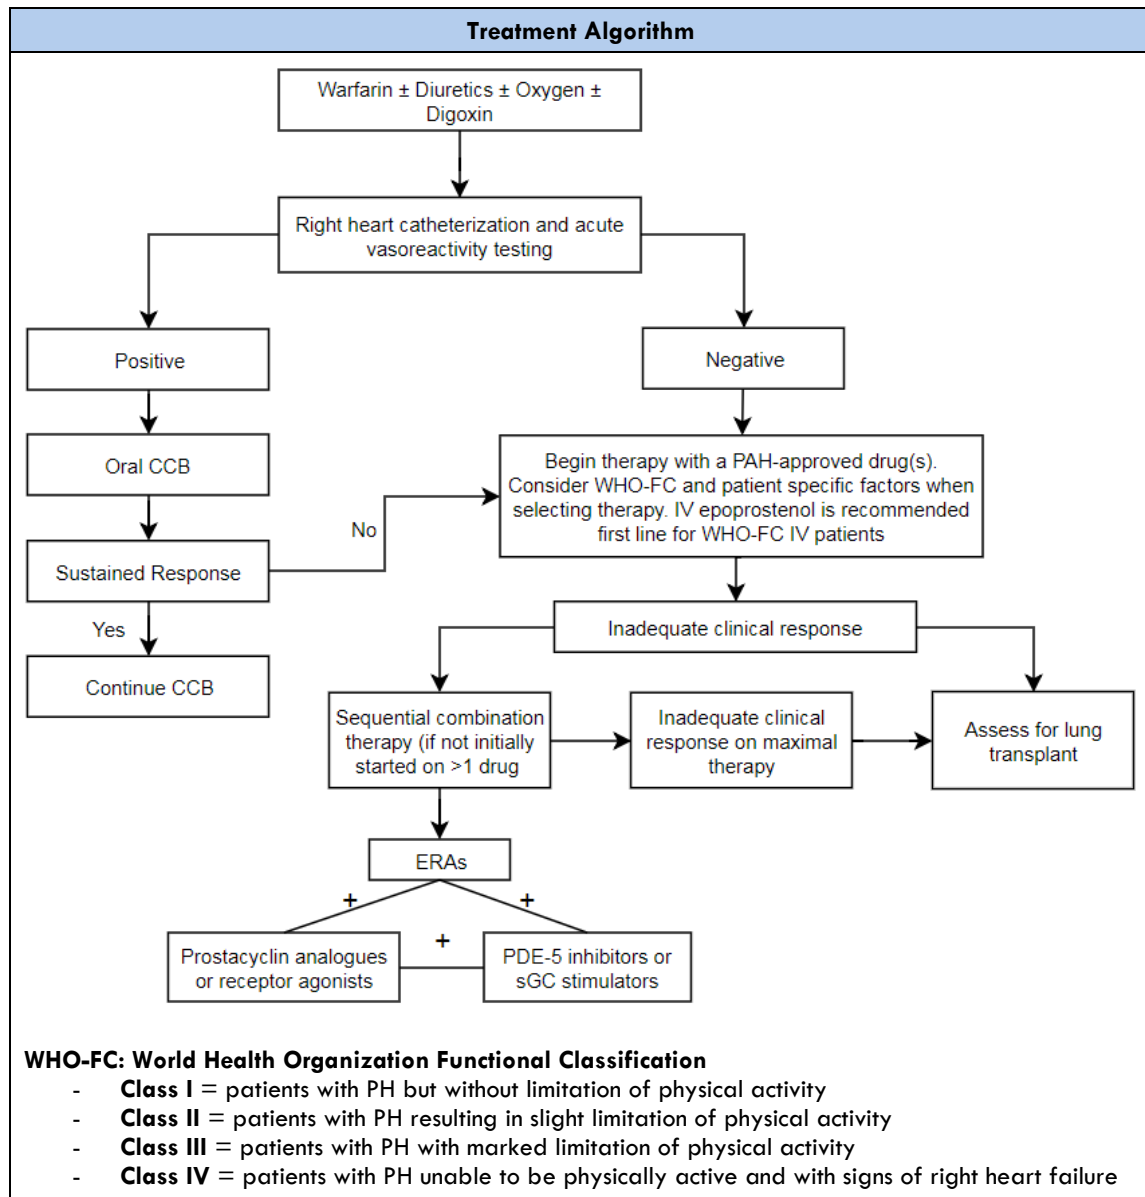 Treatment Algorithm
Warfarin ± Diuretics ± Oxygen ±
Digoxin
Right heart catheterization and acute
vasoreactivity testing
Positive
Negative
Oral CCB
Begin therapy with a PAH-approved drug(s).
Consider WHO-FC and patient specific factors when
selecting therapy. IV epoprostenol is recommended
first line for WHO-FC IV patients
No
Sustained Response
Yes
Continue CCB
Inadequate clinical response
Sequential combination
therapy (if not initially
started on >1 drug
Inadequate clinical
response on maximal
therapy
Assess for lung
transplant
ERAs
+
+
+
Prostacyclin analogues
or receptor agonists
PDE-5 inhibitors or
sGC stimulators
WHO-FC: World Health Organization Functional Classification
- Class I = patients with PH but without limitation of physical activity
- Class II = patients with PH resulting in slight limitation of physical activity
- Class III = patients with PH with marked limitation of physical activity
- Class IV = patients with PH unable to be physically active and with signs of right heart failure